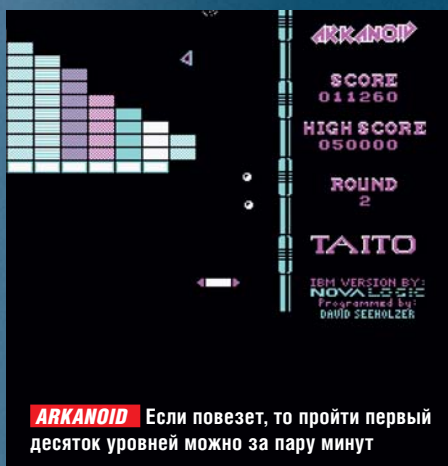 ARKANOID
SCORE
011260
HIGH SCORE
050000
ROUND
2
TAITO
IBM VERSION BY:
NOVALOGIC
Programmed by:
DAVID SEEHOLZER
ARKANOID Если повезет, то пройти первый
десяток уровней можно за пару минут